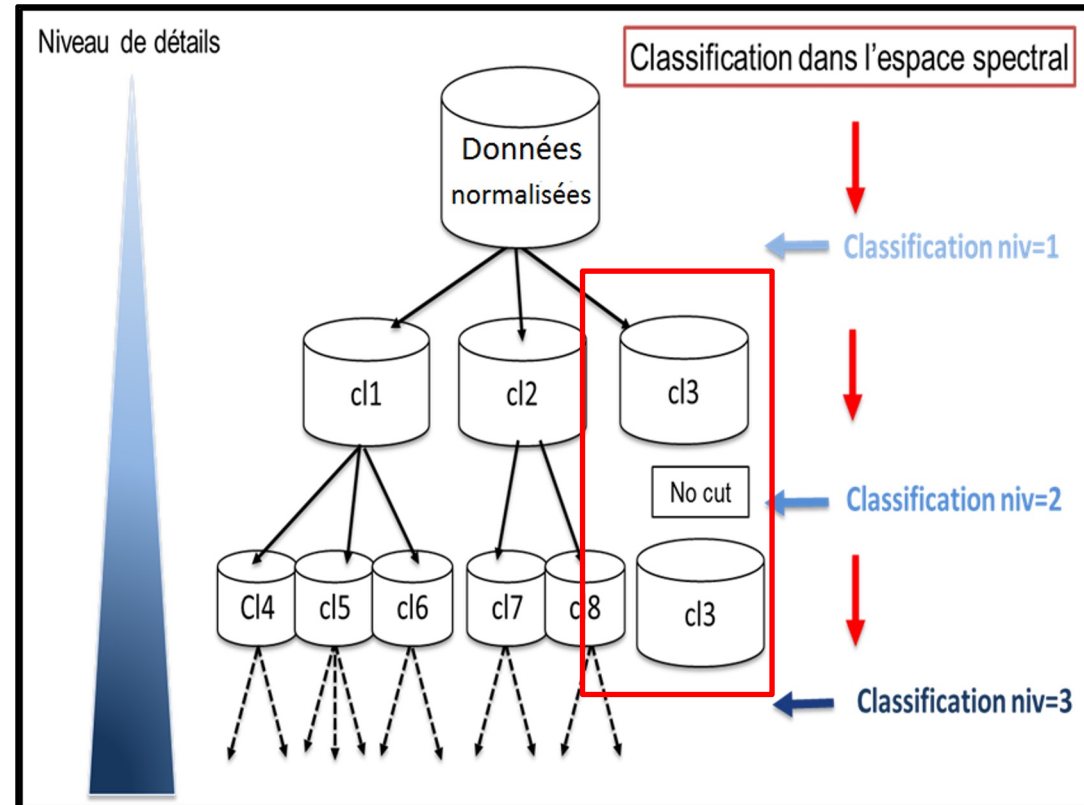 Niveau de détails
Classification dans l'espace spectral
Données
normalisées
Classification niv=1
cl1
cl2
cl3
No cut
Classification niv=2
Cl4
cl5
cl6
cl7
cl8
cl3
Classification niv=3